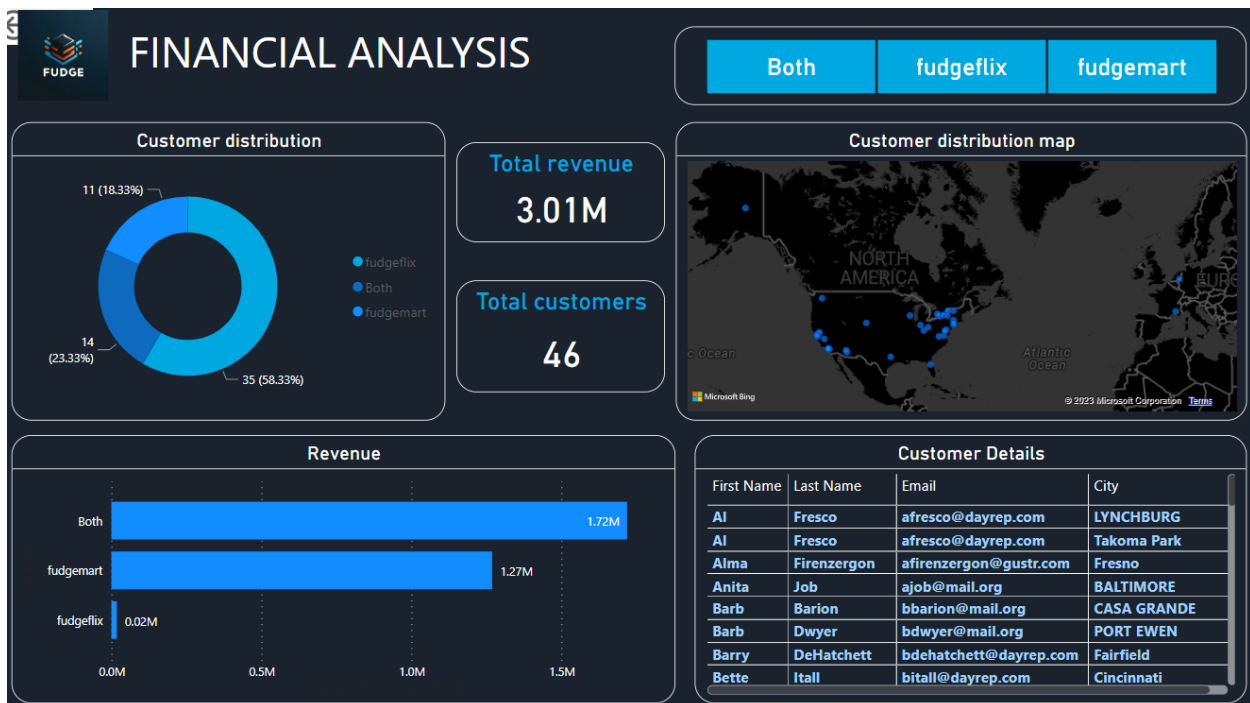 FUDGE
FINANCIAL ANALYSIS
Both fudgeflix fudgemart
Customer distribution
11 (18.33%)
14
(23.33%)
35 (58.33%)
fudgeflix
Both
fudgemart
Total revenue
3.01M
Total customers
46
Customer distribution map
NORTH
AMERICA
EURO
c Ocean
Atlantic
Ocean
Microsoft Bing
© 2023 Microsoft Corporation Terms
Revenue
Both 1.72M
fudgemart 1.27M
fudgeflix 0.02M
0.0M 0.5M 1.0M 1.5M
Customer Details
First Name Last Name Email City
Al Fresco afresco@dayrep.com LYNCHBURG
Al Fresco afresco@dayrep.com Takoma Park
Alma Firenzergon afirenzergon@gustr.com Fresno
Anita Job ajob@mail.org BALTIMORE
Barb Barion bbarion@mail.org CASA GRANDE
Barb Dwyer bdwyer@mail.org PORT EWEN
Barry DeHatchett bdehatchett@dayrep.com Fairfield
Bette Itall bitall@dayrep.com Cincinnati